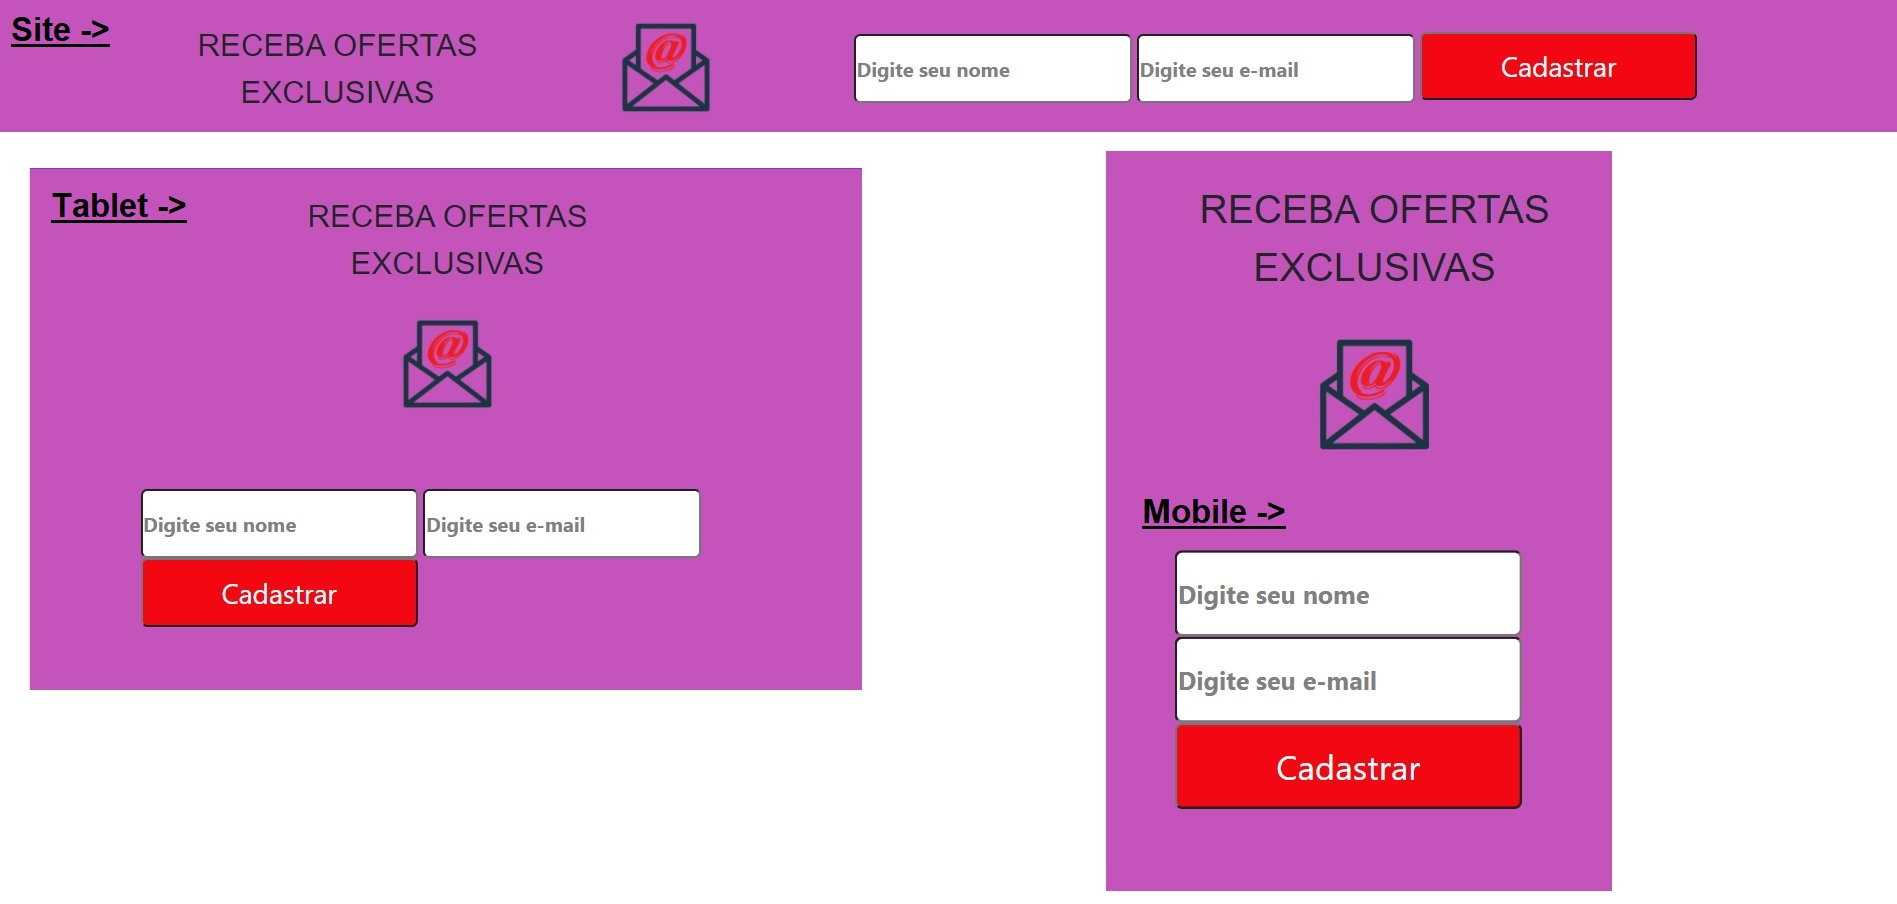 Site ->
RECEBA OFERTAS
EXCLUSIVAS
@
Digite seu nome
Digite seu e-mail
Cadastrar
Tablet ->
RECEBA OFERTAS
EXCLUSIVAS
@
Digite seu nome
Digite seu e-mail
Cadastrar
RECEBA OFERTAS
EXCLUSIVAS
@
Mobile ->
Digite seu nome
Digite seu e-mail
Cadastrar